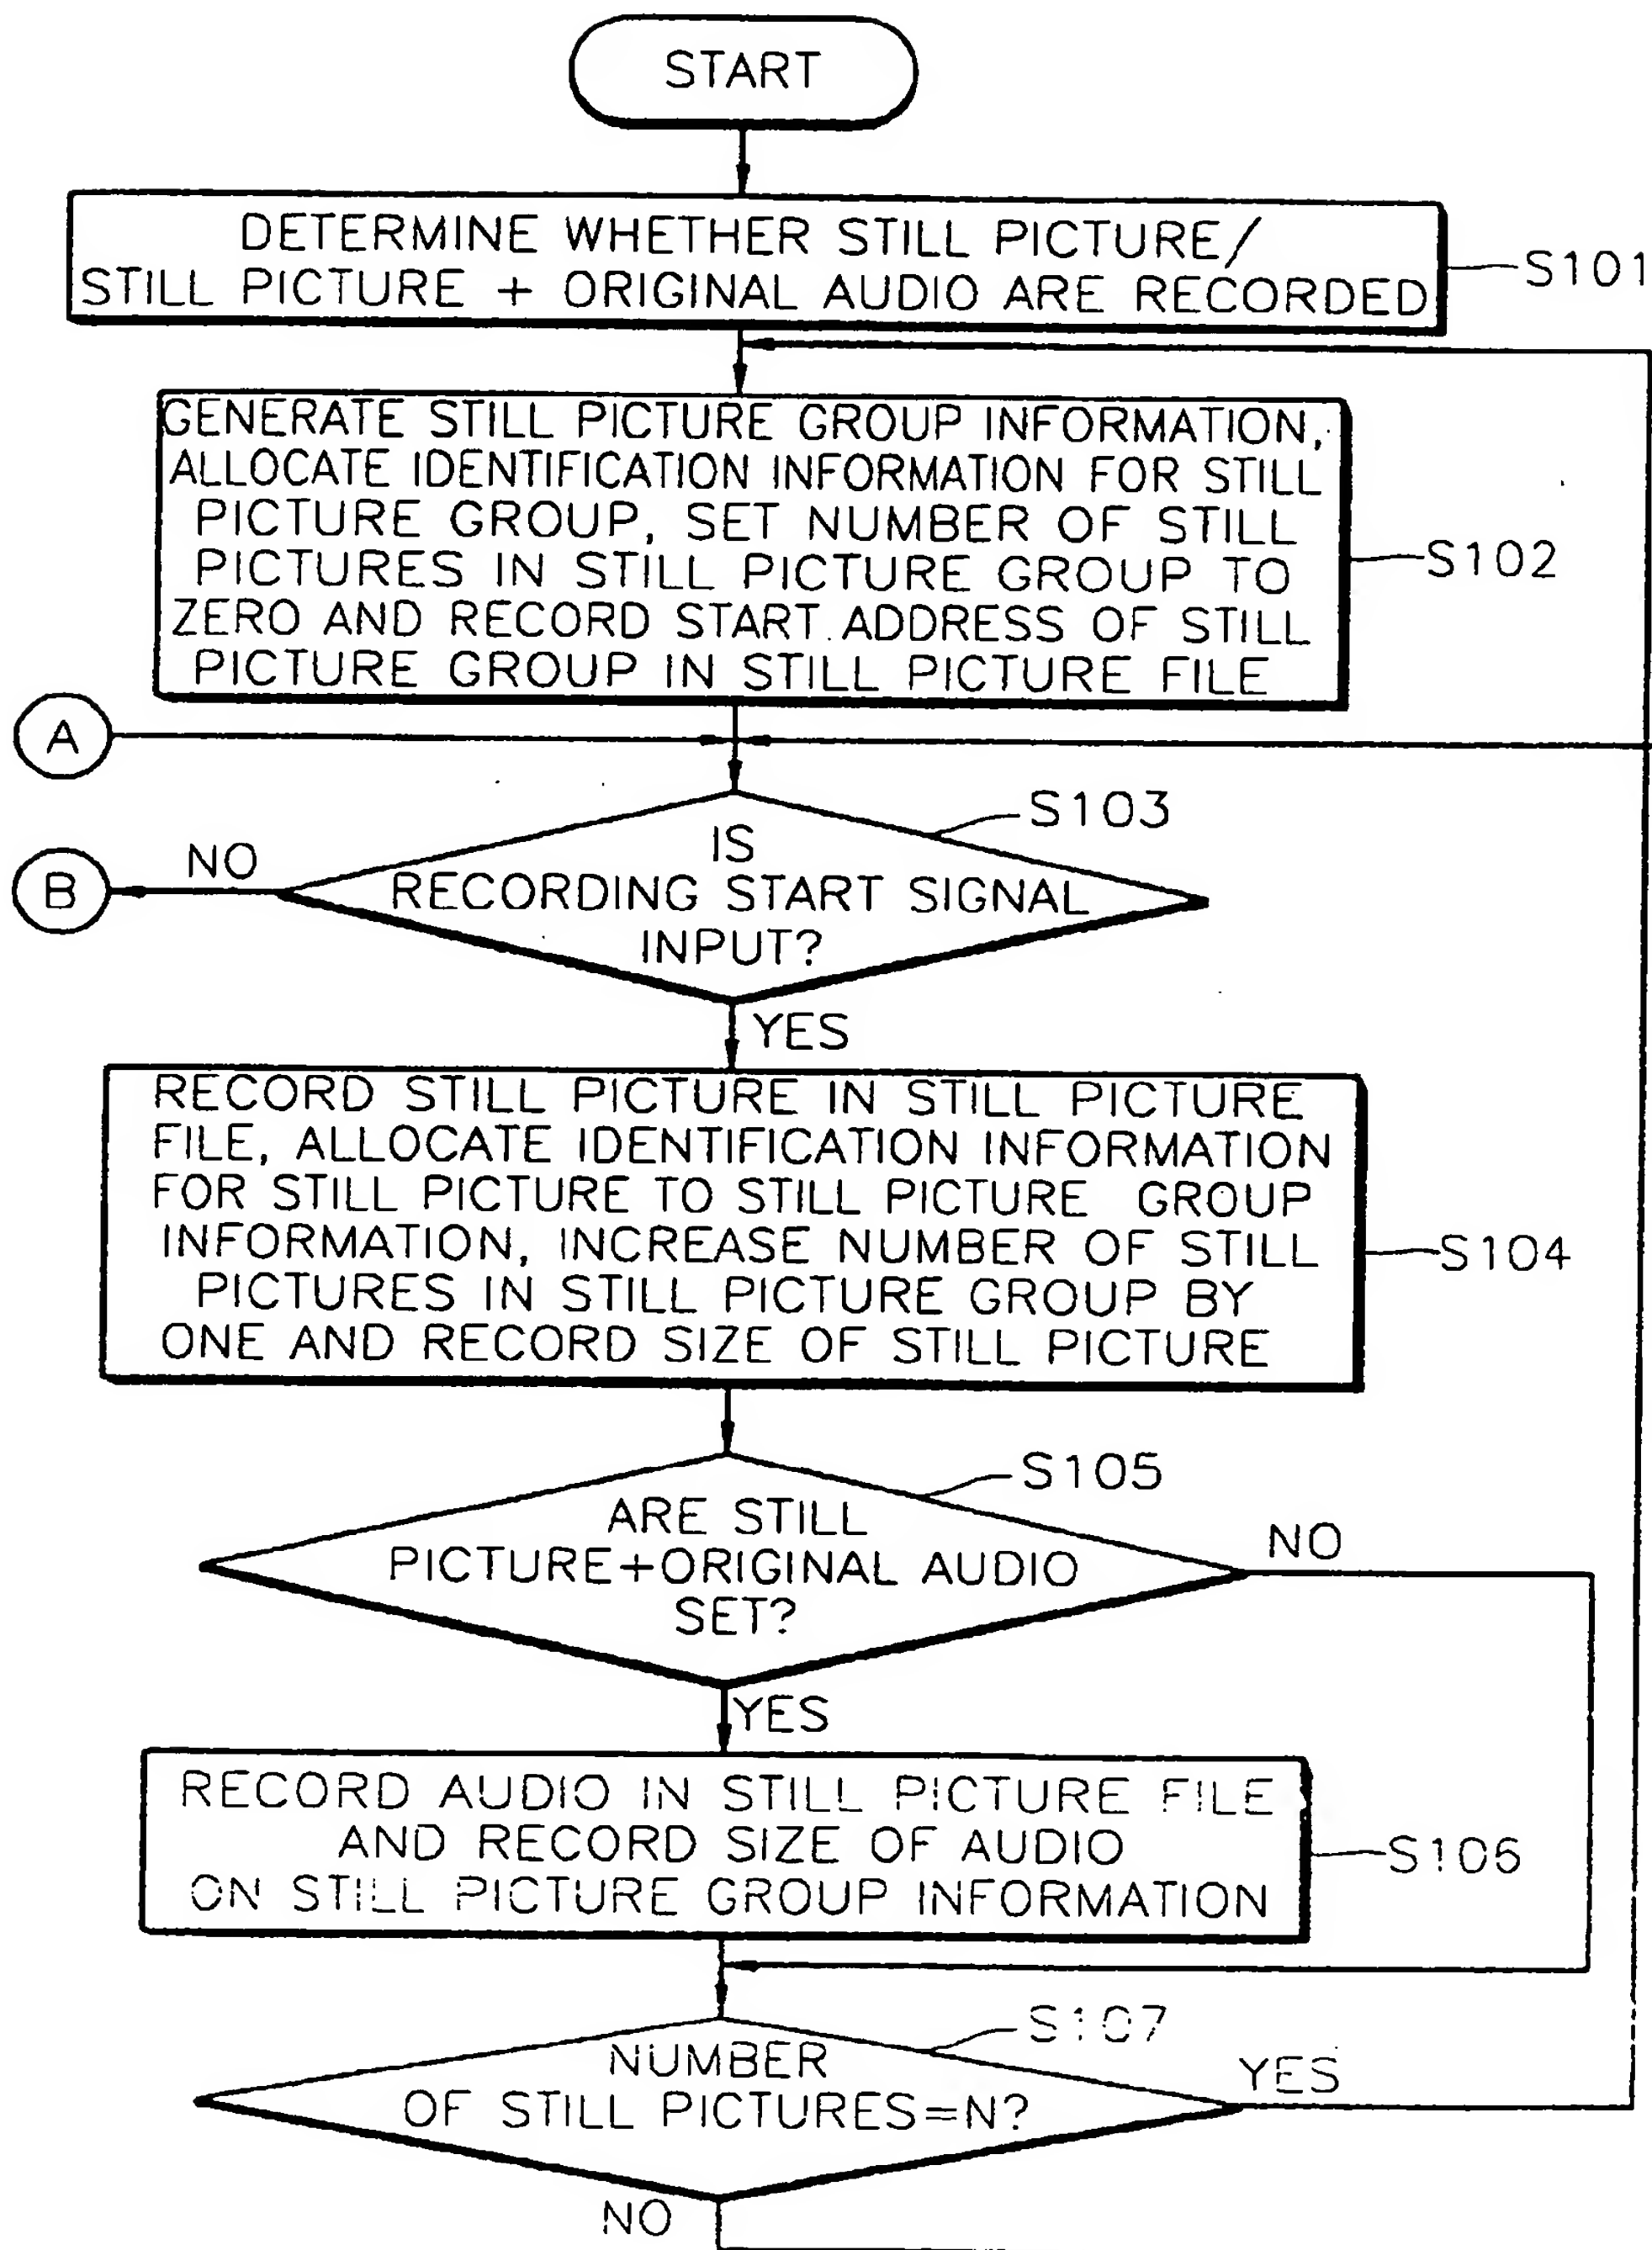 START
DETERMINE WHETHER STILL PICTURE/
STILL PICTURE + ORIGINAL AUDIO ARE RECORDED
S101
GENERATE STILL PICTURE GROUP INFORMATION,
ALLOCATE IDENTIFICATION INFORMATION FOR STILL
PICTURE GROUP, SET NUMBER OF STILL
PICTURES IN STILL PICTURE GROUP TO
ZERO AND RECORD START ADDRESS OF STILL
PICTURE GROUP IN STILL PICTURE FILE
S102
A
S103
IS
RECORDING START SIGNAL
INPUT?
NO
B
YES
RECORD STILL PICTURE IN STILL PICTURE
FILE, ALLOCATE IDENTIFICATION INFORMATION
FOR STILL PICTURE TO STILL PICTURE GROUP
INFORMATION, INCREASE NUMBER OF STILL
PICTURES IN STILL PICTURE GROUP BY
ONE AND RECORD SIZE OF STILL PICTURE
S104
S105
ARE STILL
PICTURE+ORIGINAL AUDIO
SET?
NO
YES
RECORD AUDIO IN STILL PICTURE FILE
AND RECORD SIZE OF AUDIO
ON STILL PICTURE GROUP INFORMATION
S106
S107
NUMBER
OF STILL PICTURES=N?
YES
NO